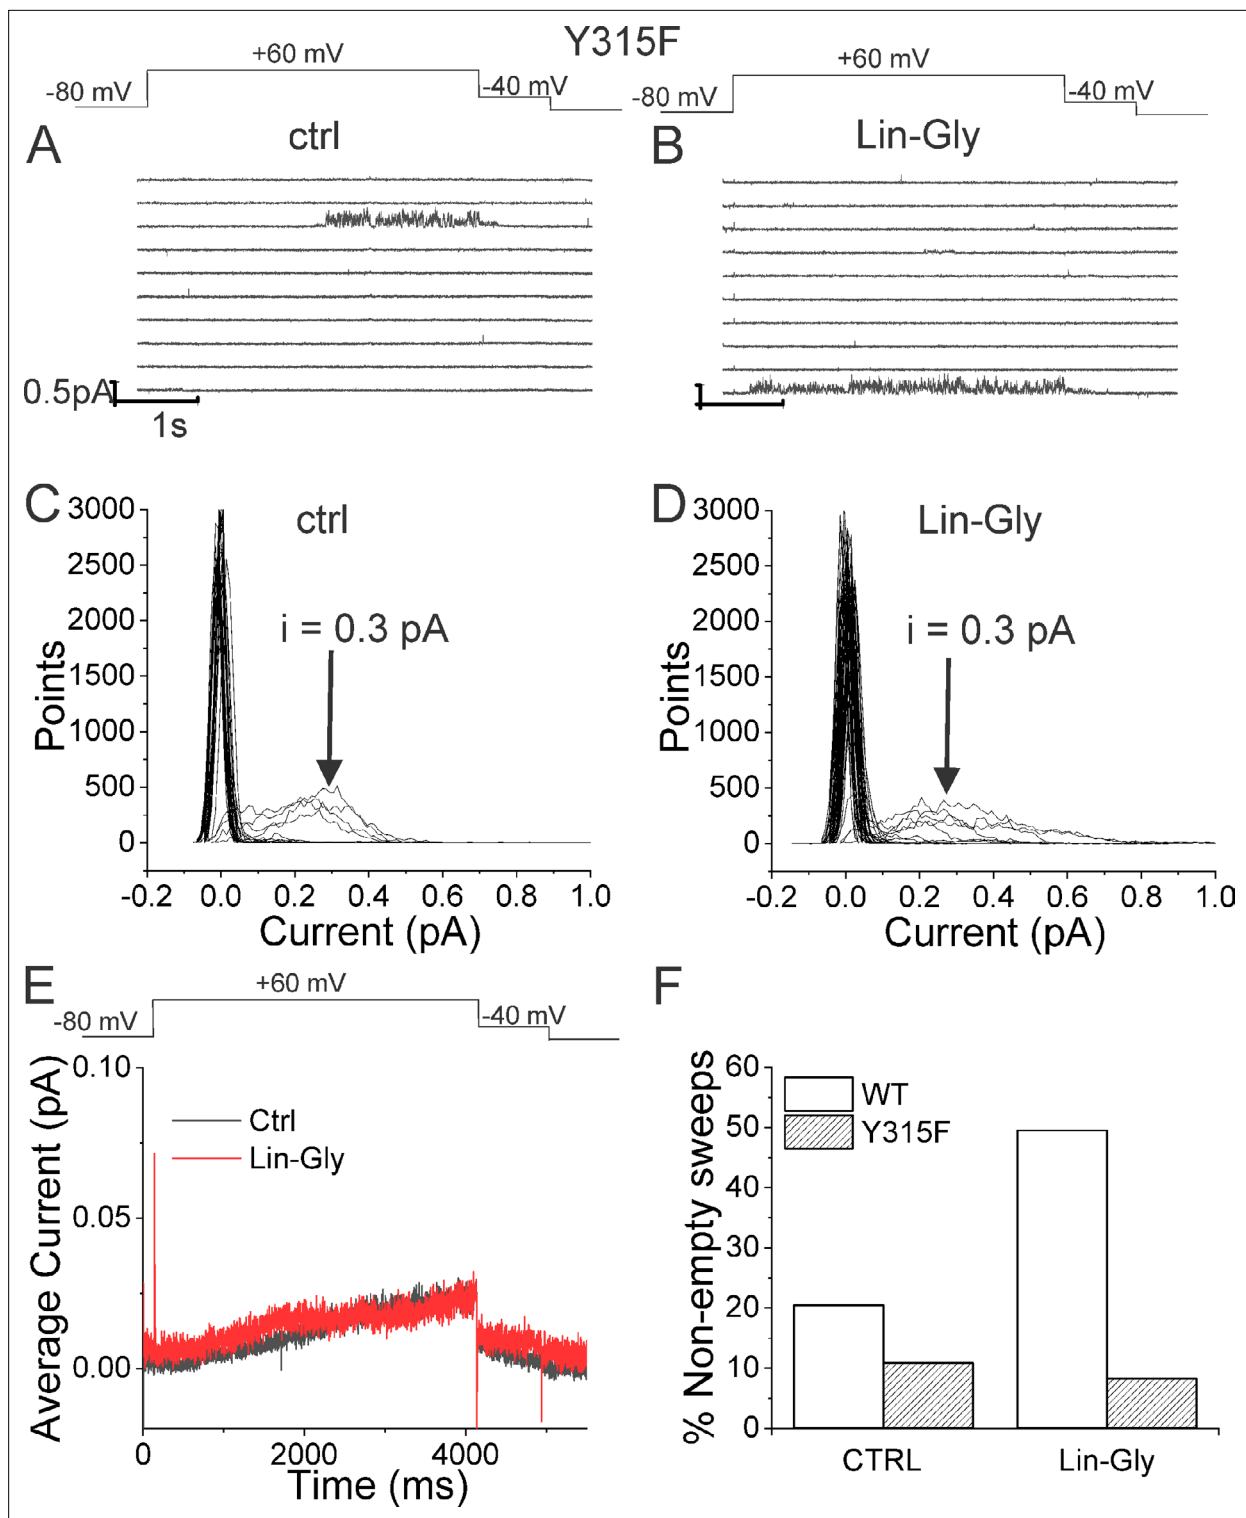 Y315F
+60 mV
-80 mV
-40 mV
+60 mV
-80 mV
-40 mV
A
ctrl
B
Lin-Gly
0.5pA
1s
C
ctrl
i = 0.3 pA
Points
3000
2500
2000
1500
1000
500
0
-0.2 0.0 0.2 0.4 0.6 0.8 1.0
Current (pA)
D
Lin-Gly
i = 0.3 pA
Points
3000
2500
2000
1500
1000
500
0
-0.2 0.0 0.2 0.4 0.6 0.8 1.0
Current (pA)
E
+60 mV
-80 mV
-40 mV
Average Current (pA)
0.10
0.05
0.00
Ctrl
Lin-Gly
0 2000 4000
Time (ms)
F
% Non-empty sweeps
60
50
40
30
20
10
0
WT
Y315F
CTRL Lin-Gly